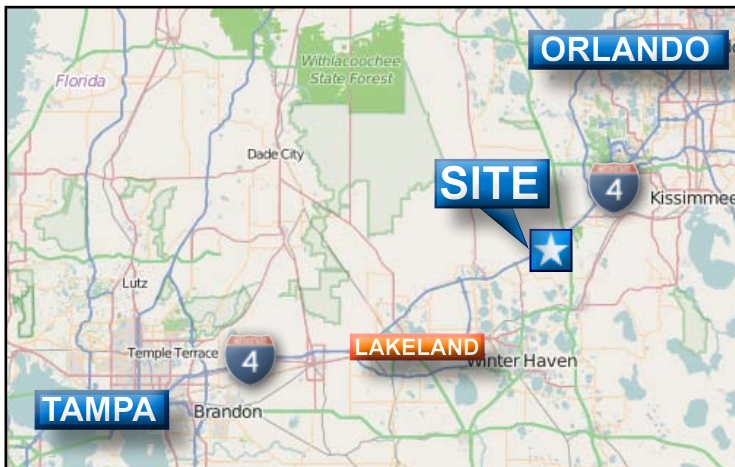 ORLANDO
Florida
Withlacoochee
State Forest
Dade City
SITE
4
Kissimmee
Lutz
Temple Terrace
4
LAKELAND
Winter Haven
TAMPA
Brandon